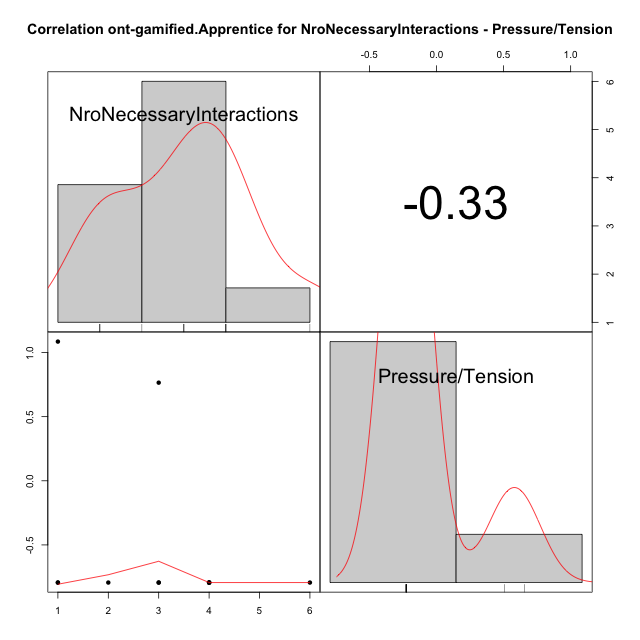 Correlation ont-gamified.Apprentice for NroNecessaryInteractions - Pressure/Tension
-0.5 0.0 0.5 1.0
NroNecessaryInteractions
-0.33
6
5
4
3
2
1
Pressure/Tension
1.0
0.5
0.0
-0.5
1 2 3 4 5 6